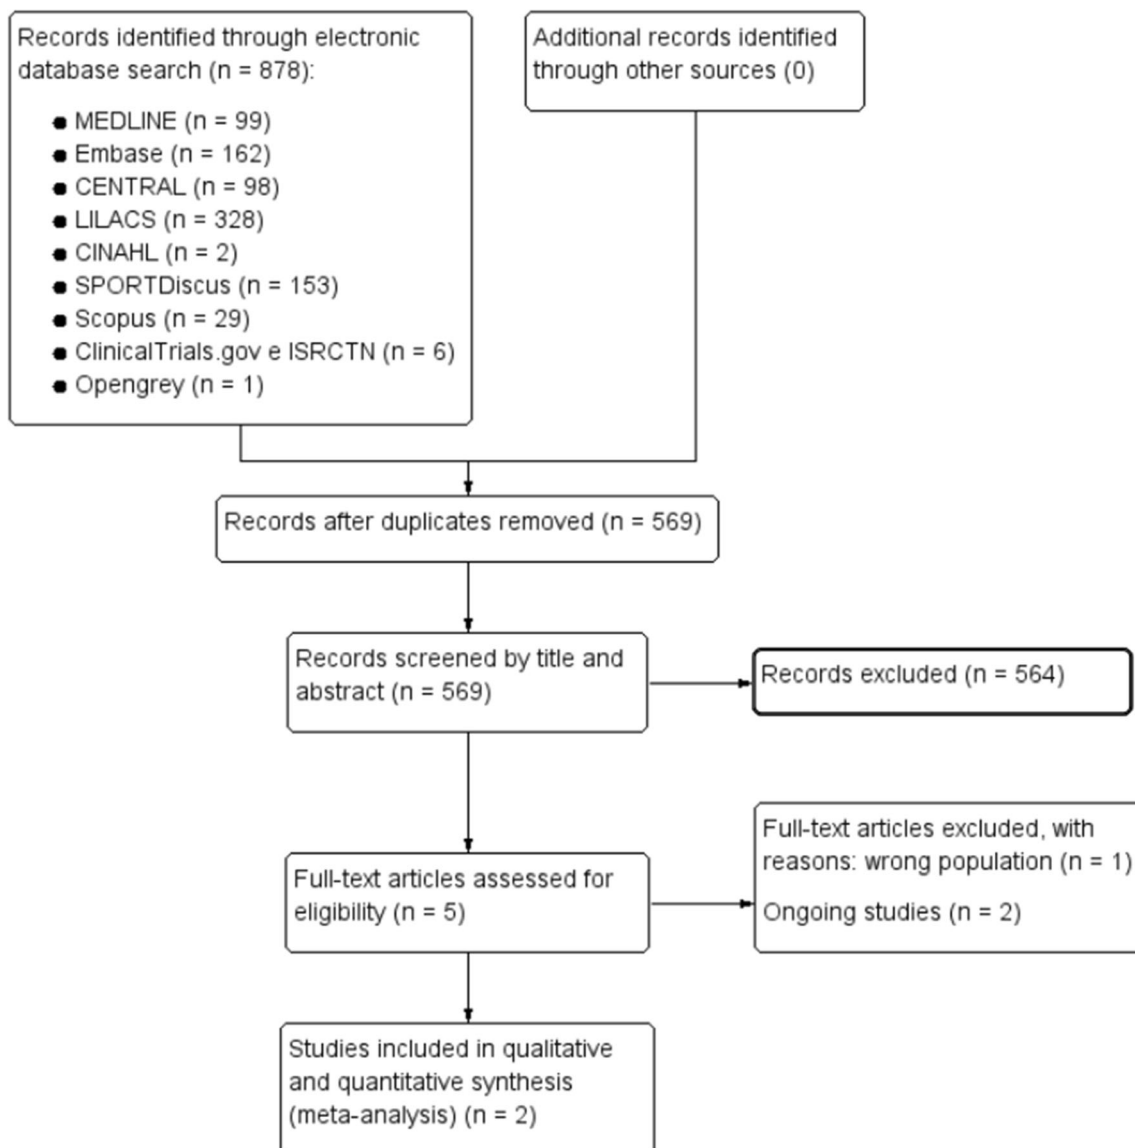 Records identified through electronic
database search (n = 878):
● MEDLINE (n = 99)
● Embase (n = 162)
● CENTRAL (n = 98)
● LILACS (n = 328)
● CINAHL (n = 2)
● SPORTDiscus (n = 153)
● Scopus (n = 29)
● ClinicalTrials.gov e ISRCTN (n = 6)
● Opengrey (n = 1)
Additional records identified
through other sources (0)
Records after duplicates removed (n = 569)
Records screened by title and
abstract (n = 569)
Records excluded (n = 564)
Full-text articles assessed for
eligibility (n = 5)
Full-text articles excluded, with
reasons: wrong population (n = 1)
Ongoing studies (n = 2)
Studies included in qualitative
and quantitative synthesis
(meta-analysis) (n = 2)